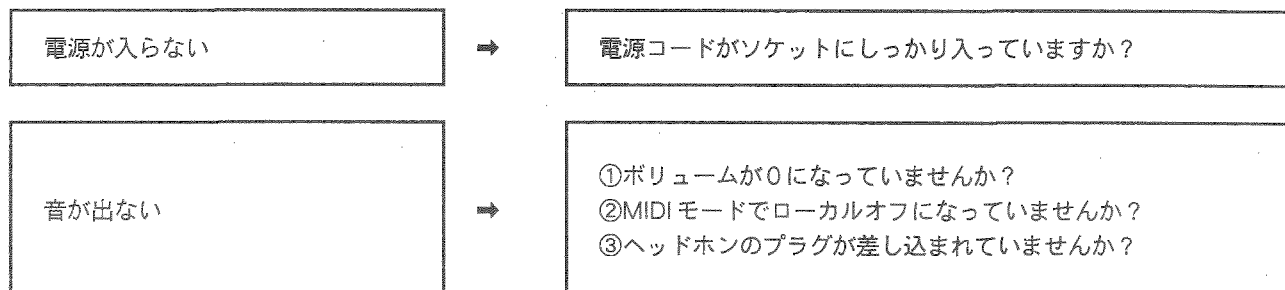 電源が入らない
➡
電源コードがソケットにしっかり入っていますか？
音が出ない
➡
①ボリュームが０になっていませんか？
②MIDIモードでローカルオフになっていませんか？
③ヘッドホンのプラグが差し込まれていませんか？